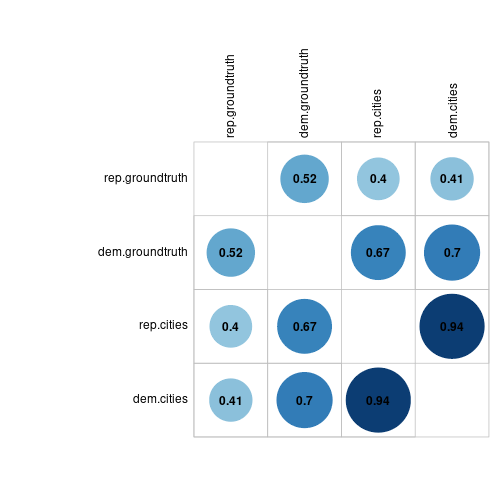 rep.groundtruth
dem.groundtruth
rep.cities
dem.cities
rep.groundtruth 0.52 0.4 0.41
dem.groundtruth 0.52 0.67 0.7
rep.cities 0.4 0.67 0.94
dem.cities 0.41 0.7 0.94